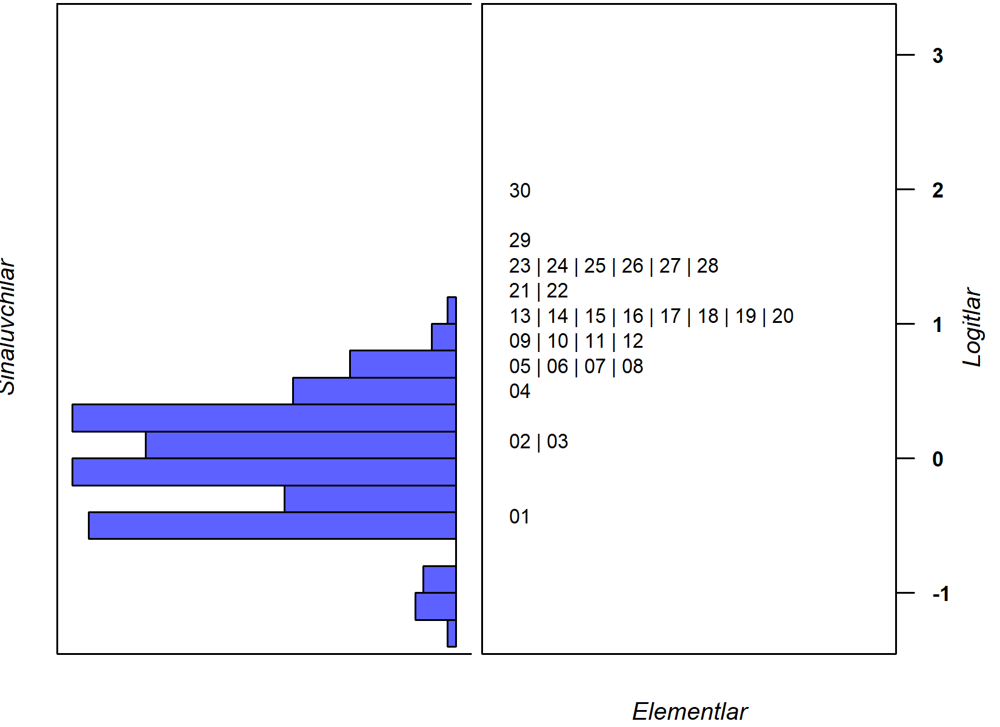 Sinaluvchilar
30
29
23 | 24 | 25 | 26 | 27 | 28
21 | 22
13 | 14 | 15 | 16 | 17 | 18 | 19 | 20
09 | 10 | 11 | 12
05 | 06 | 07 | 08
04
02 | 03
01
3
2
1
0
-1
Logitlar
Elementlar